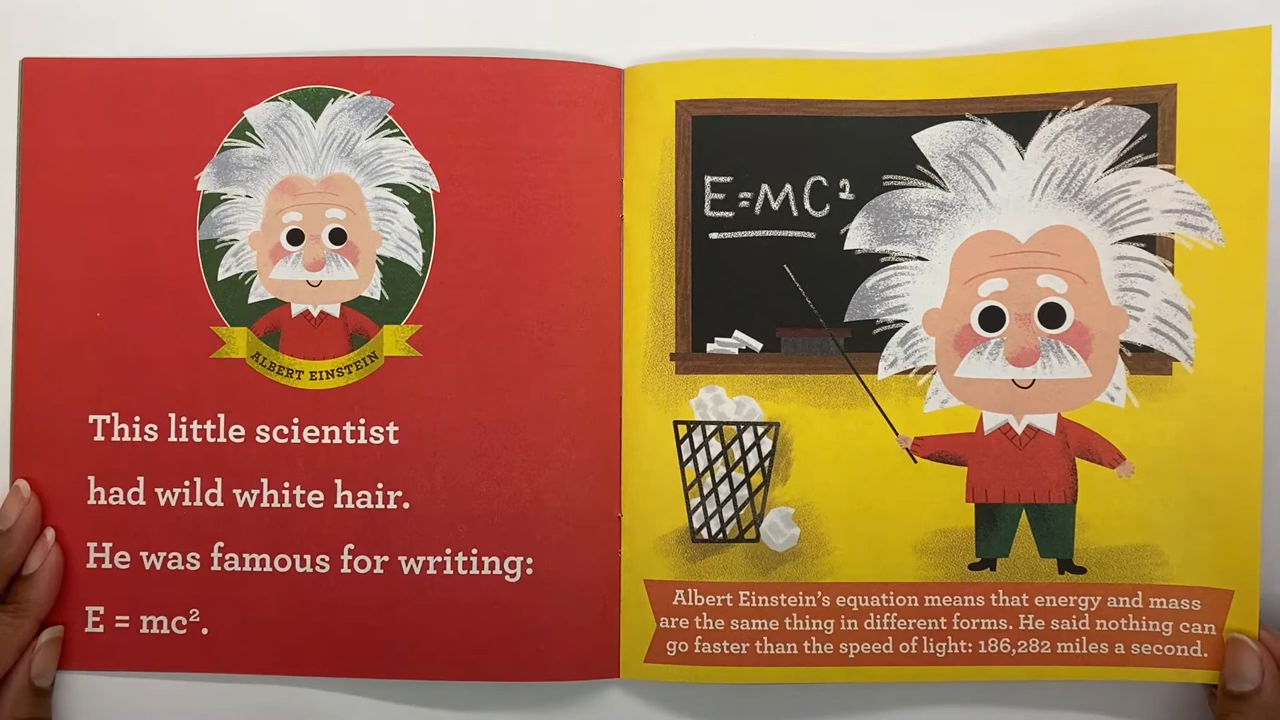 ALBERT EINSTEIN
This little scientist
had wild white hair.
He was famous for writing:
E = mc².
E=MC²
Albert Einstein's equation means that energy and mass
are the same thing in different forms. He said nothing can
go faster than the speed of light: 186,282 miles a second.